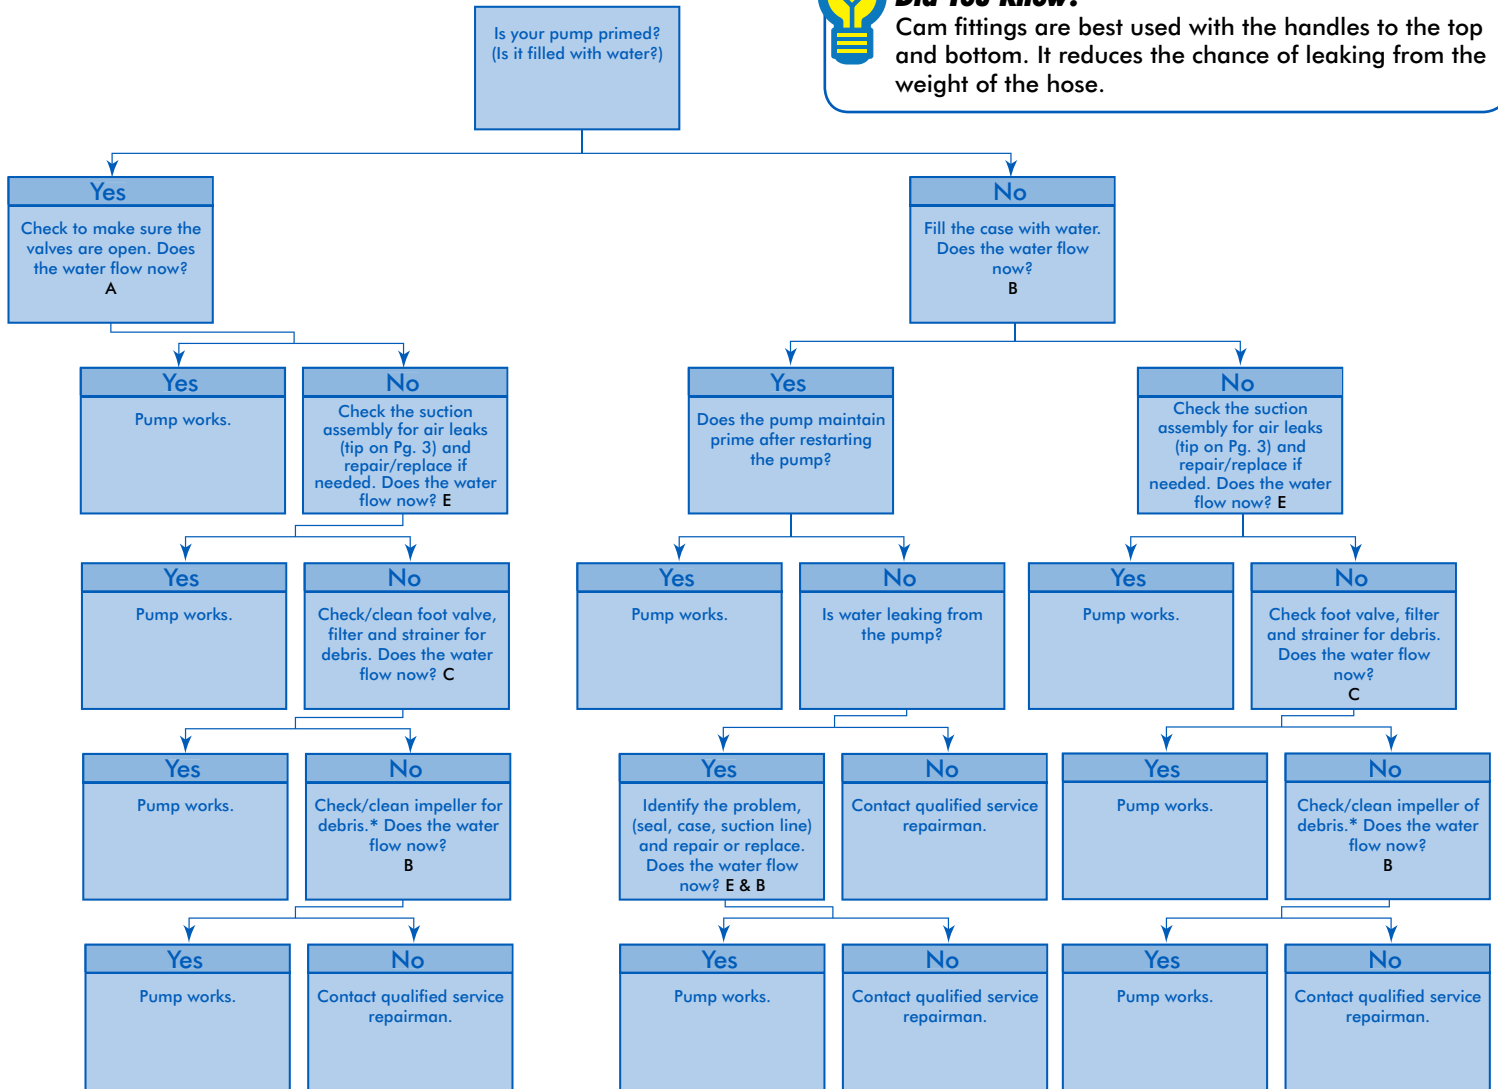 Did You Know?
Cam fittings are best used with the handles to the top
and bottom. It reduces the chance of leaking from the
weight of the hose.
Is your pump primed?
(Is it filled with water?)
Yes
Check to make sure the
valves are open. Does
the water flow now?
A
No
Fill the case with water.
Does the water flow
now?
B
Yes
Pump works.
No
Check the suction
assembly for air leaks
(tip on Pg. 3) and
repair/replace if
needed. Does the water
flow now? E
Yes
Does the pump maintain
prime after restarting
the pump?
No
Check the suction
assembly for air leaks
(tip on Pg. 3) and
repair/replace if
needed. Does the water
flow now? E
Yes
Pump works.
No
Check/clean foot valve,
filter and strainer for
debris. Does the water
flow now? C
Yes
Pump works.
No
Is water leaking from
the pump?
Yes
Pump works.
No
Check foot valve, filter
and strainer for debris.
Does the water flow
now?
C
Yes
Pump works.
No
Check/clean impeller for
debris.* Does the water
flow now?
B
Yes
Identify the problem,
(seal, case, suction line)
and repair or replace.
Does the water flow
now? E & B
No
Contact qualified service
repairman.
Yes
Pump works.
No
Check/clean impeller of
debris.* Does the water
flow now?
B
Yes
Pump works.
No
Contact qualified service
repairman.
Yes
Pump works.
No
Contact qualified service
repairman.
Yes
Pump works.
No
Contact qualified service
repairman.